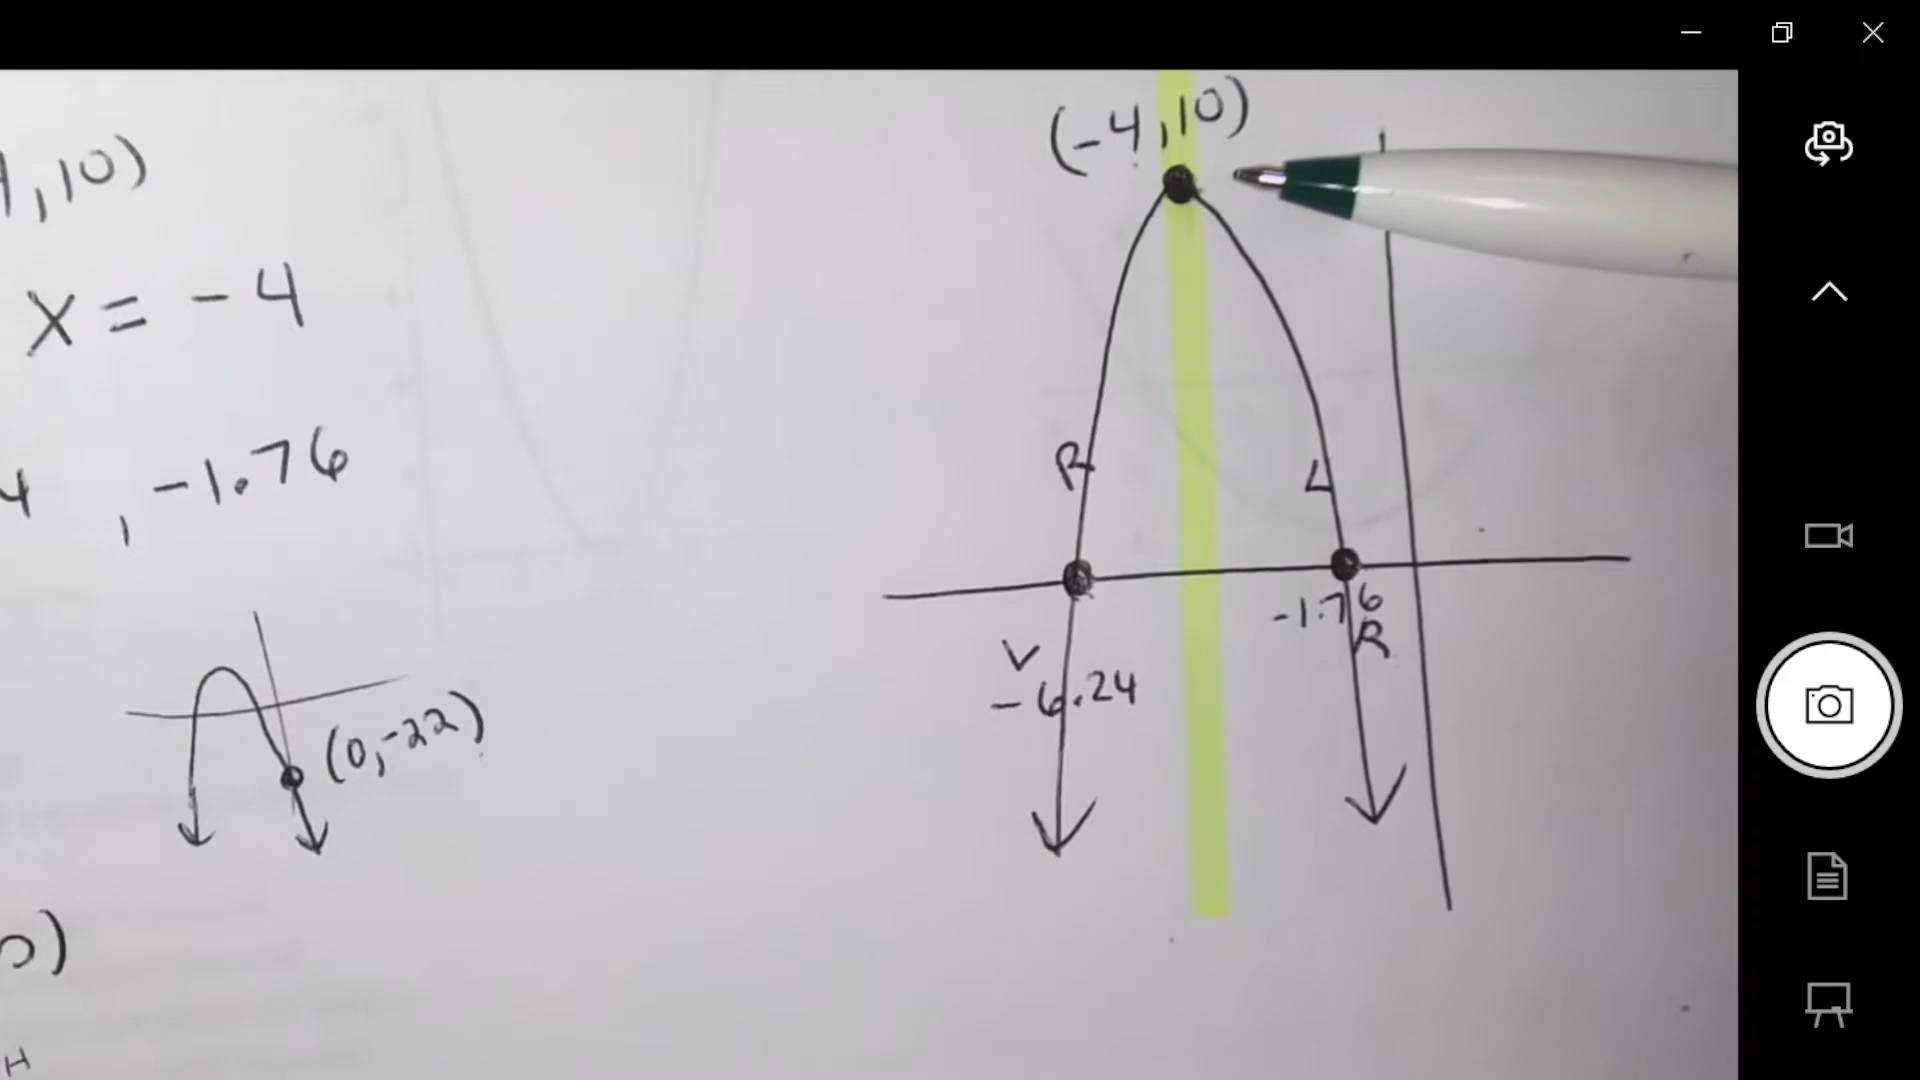 , 10)
x = -4
4 , -1.76
(0, -22)
(-4, 10)
R
L
-1.76
R
-6.24